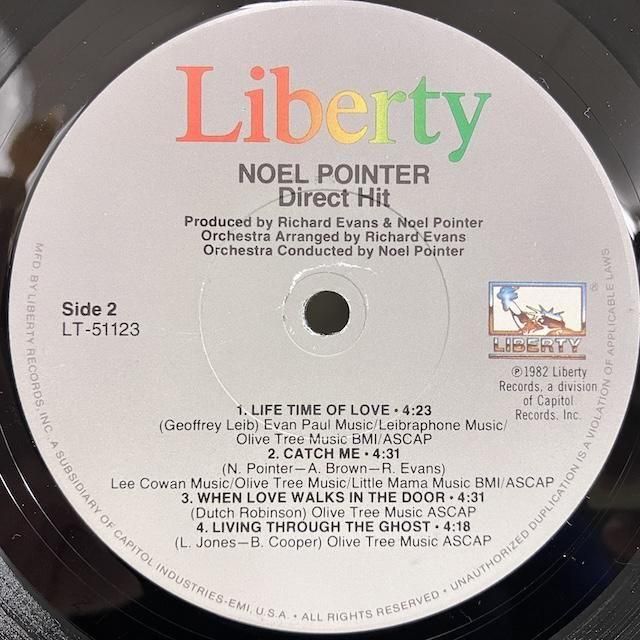 Liberty
NOEL POINTER
Direct Hit
Produced by Richard Evans & Noel Pointer
Orchestra Arranged by Richard Evans
Orchestra Conducted by Noel Pointer
Side 2
LT-51123
LIBERTY
®
℗1982 Liberty
Records, a division
of Capitol
Records, Inc.
1. LIFE TIME OF LOVE • 4:23
(Geoffrey Leib) Evan Paul Music/Leibraphone Music/
Olive Tree Music BMI/ASCAP
2. CATCH ME • 4:31
(N. Pointer—A. Brown—R. Evans)
Lee Cowan Music/Olive Tree Music/Little Mama Music BMI/ASCAP
3. WHEN LOVE WALKS IN THE DOOR • 4:31
(Dutch Robinson) Olive Tree Music ASCAP
4. LIVING THROUGH THE GHOST • 4:18
(L. Jones—B. Cooper) Olive Tree Music ASCAP
MFD. BY LIBERTY RECORDS, INC. A SUBSIDIARY OF CAPITOL INDUSTRIES-EMI, U.S.A. • ALL RIGHTS RESERVED • UNAUTHORIZED DUPLICATION IS A VIOLATION OF APPLICABLE LAWS